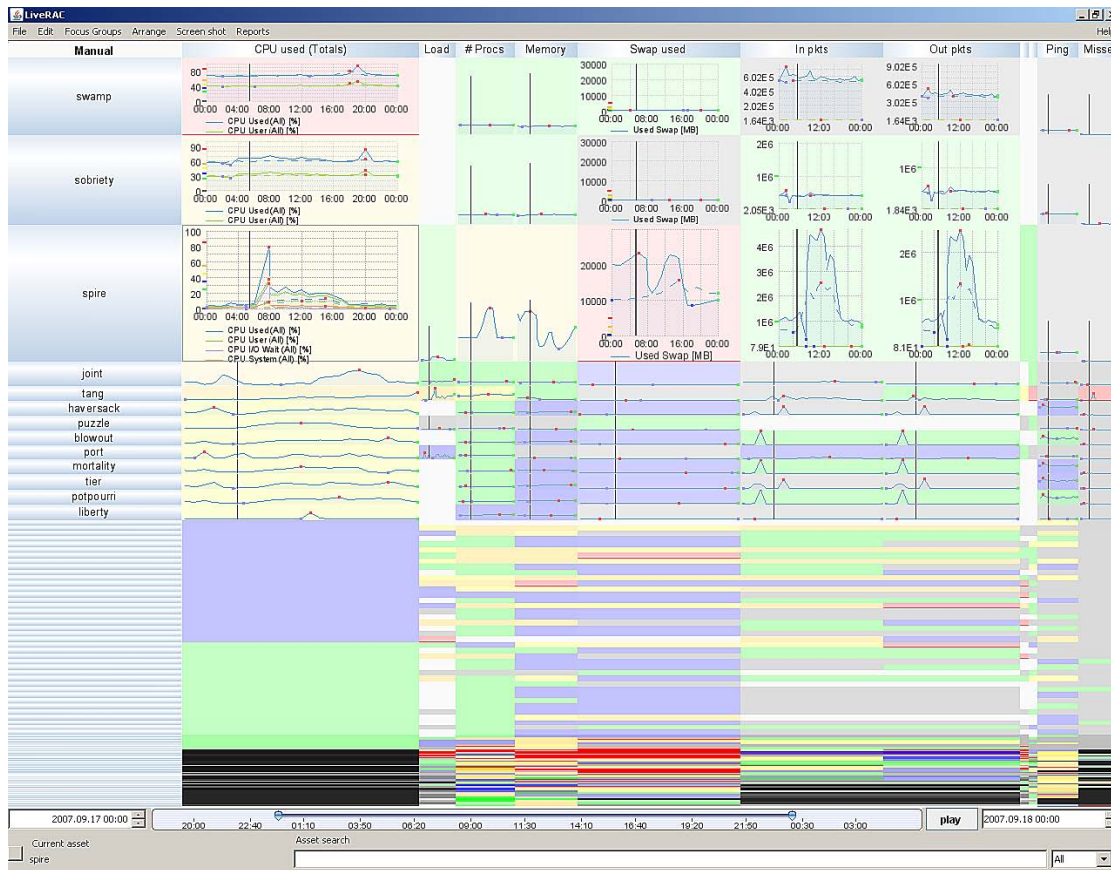 LiveRAC
File Edit Focus Groups Arrange Screen shot Reports Help
Manual CPU used (Totals) Load # Procs Memory Swap used In pkts Out pkts Ping Misse
swamp
80
60
40
20
0
00:00 04:00 08:00 12:00 16:00 20:00 00:00
CPU Used(All) [%]
CPU User(All) [%]
30000
20000
10000
0
00:00 08:00 16:00 00:00
Used Swap [MB]
6.02E5
4.02E5
2.02E5
1.64E3
00:00 12:00 00:00
9.02E5
6.02E5
3.02E5
1.64E3
00:00 12:00 00:00
sobriety
90
60
30
0
00:00 04:00 08:00 12:00 16:00 20:00 00:00
CPU Used(All) [%]
CPU User(All) [%]
30000
20000
10000
0
00:00 08:00 16:00 00:00
Used Swap [MB]
2E6
1E6
2.05E3
00:00 12:00 00:00
1E6
1.84E3
00:00 12:00 00:00
spire
100
80
60
40
20
0
00:00 04:00 08:00 12:00 16:00 20:00 00:00
CPU Used(All) [%]
CPU User(All) [%]
CPU I/O Wait (All) [%]
CPU System(All) [%]
20000
10000
0
00:00 08:00 16:00 00:00
Used Swap [MB]
4E6
3E6
2E6
1E6
7.9E1
00:00 12:00 00:00
2E6
1E6
8.1E1
00:00 12:00 00:00
joint
tang
haversack
puzzle
blowout
port
mortality
tier
potpourri
liberty
2007.09.17 00:00 20:00 22:40 01:10 03:50 06:20 09:00 11:30 14:10 16:40 19:20 21:50 00:30 03:00 play 2007.09.18 00:00
Current asset
spire
Asset search
All